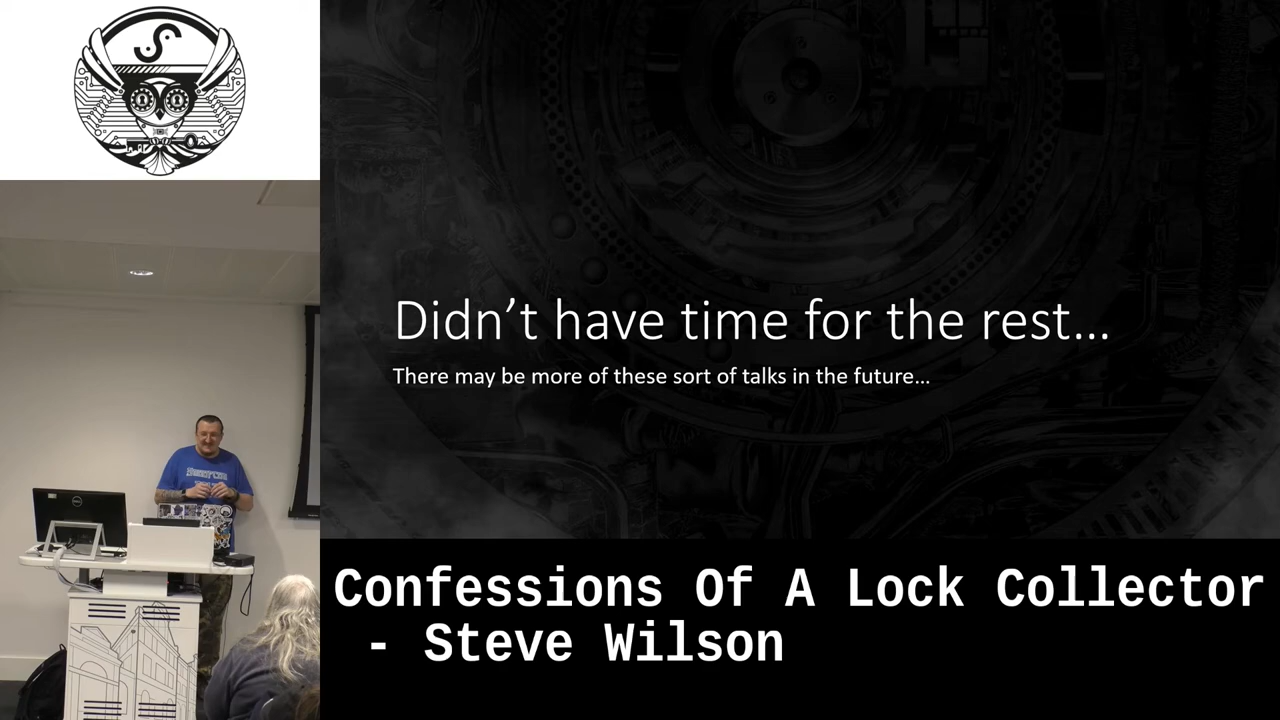 Didn’t have time for the rest...
There may be more of these sort of talks in the future...
Confessions Of A Lock Collector
- Steve Wilson